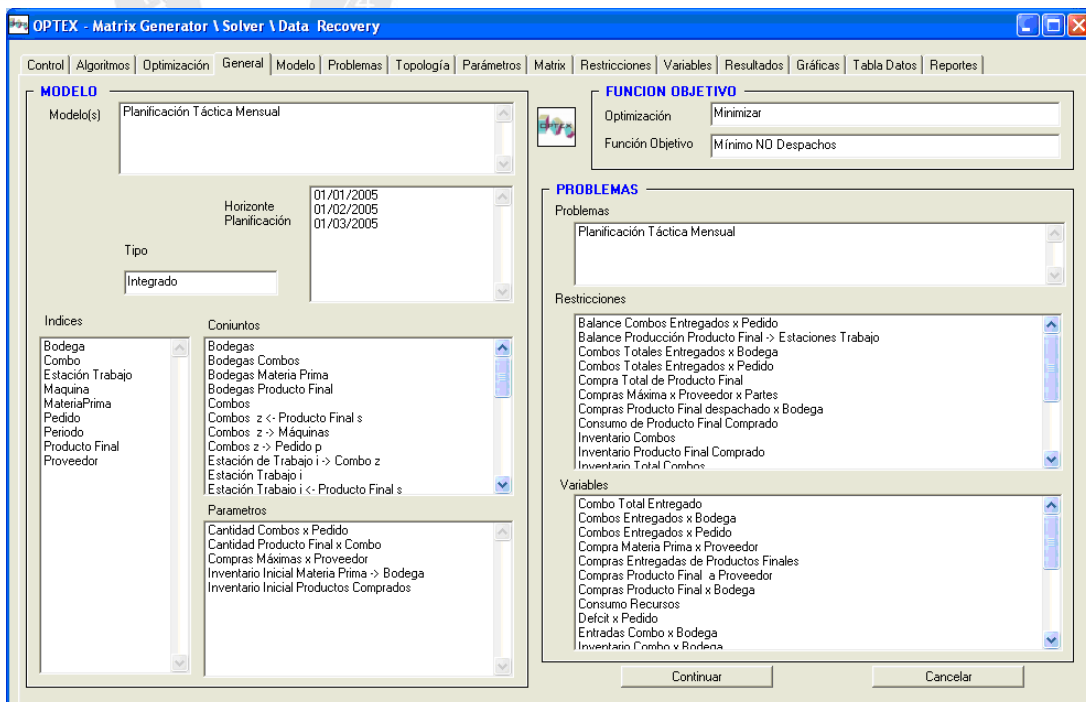 OPTEX - Matrix Generator \ Solver \ Data Recovery
Control Algoritmos Optimización General Modelo Problemas Topología Parámetros Matrix Restricciones Variables Resultados Gráficas Tabla Datos Reportes
MODELO
Modelo(s)
Planificación Táctica Mensual
Horizonte
Planificación
01/01/2005
01/02/2005
01/03/2005
Tipo
Integrado
Indices
Bodega
Combo
Estación Trabajo
Maquina
MateriaPrima
Pedido
Periodo
Producto Final
Proveedor
Conjuntos
Bodegas
Bodegas Combos
Bodegas Materia Prima
Bodegas Producto Final
Combos
Combos z <- Producto Final s
Combos z -> Máquinas
Combos z -> Pedido p
Estación de Trabajo i -> Combo z
Estación Trabajo i
Estación Trabajo i <- Producto Final s
Parametros
Cantidad Combos x Pedido
Cantidad Producto Final x Combo
Compras Máximas x Proveedor
Inventario Inicial Materia Prima -> Bodega
Inventario Inicial Productos Comprados
OPTEX
FUNCION OBJETIVO
Optimización
Minimizar
Función Objetivo
Mínimo NO Despachos
PROBLEMAS
Problemas
Planificación Táctica Mensual
Restricciones
Balance Combos Entregados x Pedido
Balance Producción Producto Final -> Estaciones Trabajo
Combos Totales Entregados x Bodega
Combos Totales Entregados x Pedido
Compra Total de Producto Final
Compras Máxima x Proveedor x Partes
Compras Producto Final despachado x Bodega
Consumo de Producto Final Comprado
Inventario Combos
Inventario Producto Final Comprado
Inventario Total Combos
Variables
Combo Total Entregado
Combos Entregados x Bodega
Combos Entregados x Pedido
Compra Materia Prima x Proveedor
Compras Entregadas de Productos Finales
Compras Producto Final a Proveedor
Compras Producto Final x Bodega
Consumo Recursos
Defcit x Pedido
Entradas Combo x Bodega
Inventario Combo x Bodega
Continuar
Cancelar